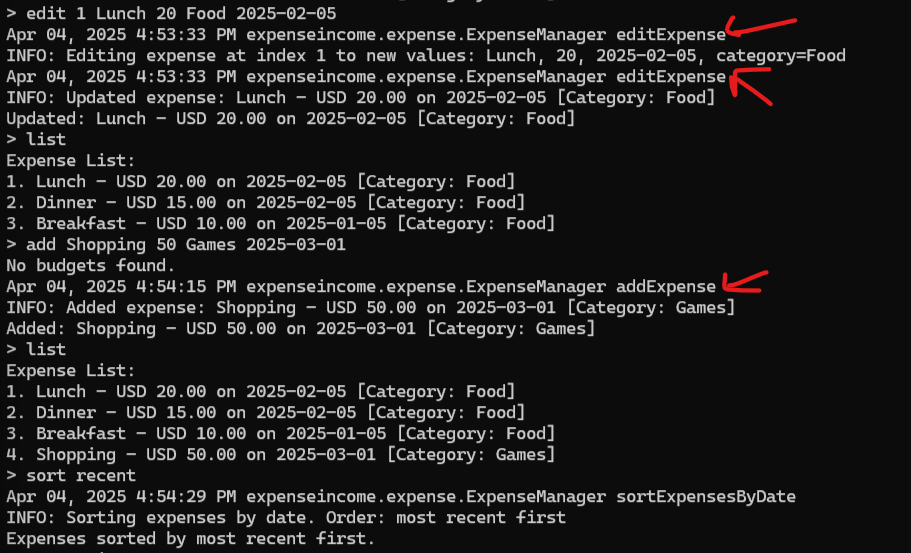 > edit 1 Lunch 20 Food 2025-02-05
Apr 04, 2025 4:53:33 PM expenseincome.expense.ExpenseManager editExpense
INFO: Editing expense at index 1 to new values: Lunch, 20, 2025-02-05, category=Food
Apr 04, 2025 4:53:33 PM expenseincome.expense.ExpenseManager editExpense
INFO: Updated expense: Lunch - USD 20.00 on 2025-02-05 [Category: Food]
Updated: Lunch - USD 20.00 on 2025-02-05 [Category: Food]
> list
Expense List:
1. Lunch - USD 20.00 on 2025-02-05 [Category: Food]
2. Dinner - USD 15.00 on 2025-02-05 [Category: Food]
3. Breakfast - USD 10.00 on 2025-01-05 [Category: Food]
> add Shopping 50 Games 2025-03-01
No budgets found.
Apr 04, 2025 4:54:15 PM expenseincome.expense.ExpenseManager addExpense
INFO: Added expense: Shopping - USD 50.00 on 2025-03-01 [Category: Games]
Added: Shopping - USD 50.00 on 2025-03-01 [Category: Games]
> list
Expense List:
1. Lunch - USD 20.00 on 2025-02-05 [Category: Food]
2. Dinner - USD 15.00 on 2025-02-05 [Category: Food]
3. Breakfast - USD 10.00 on 2025-01-05 [Category: Food]
4. Shopping - USD 50.00 on 2025-03-01 [Category: Games]
> sort recent
Apr 04, 2025 4:54:29 PM expenseincome.expense.ExpenseManager sortExpensesByDate
INFO: Sorting expenses by date. Order: most recent first
Expenses sorted by most recent first.